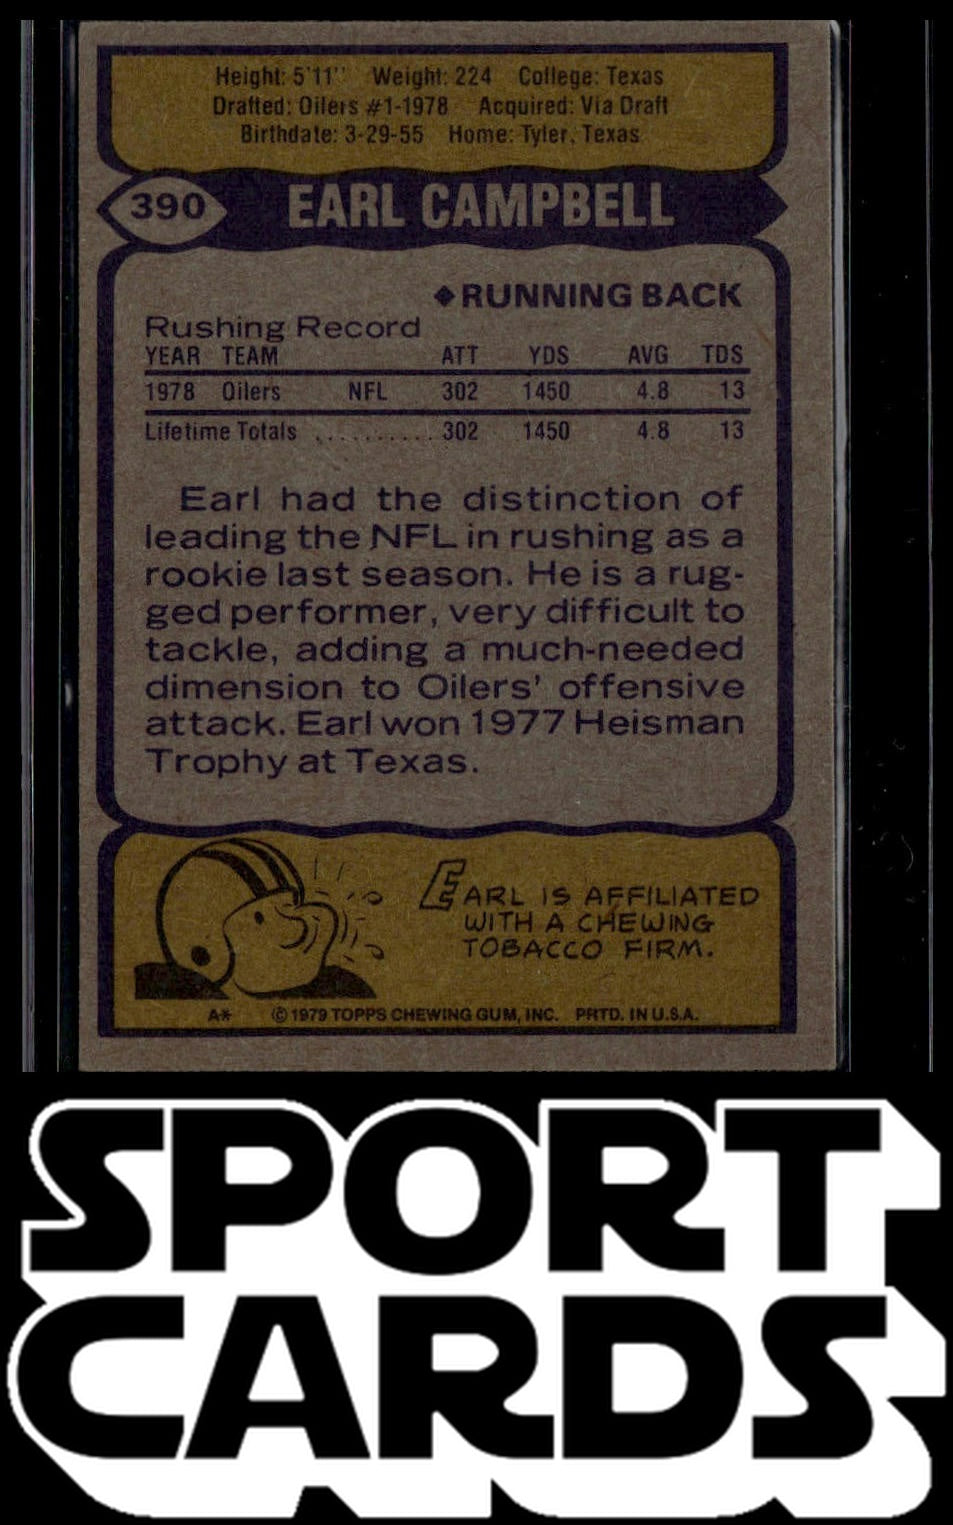 Height: 5'11" Weight: 224 College: Texas
Drafted: Oilers #1-1978 Acquired: Via Draft
Birthdate: 3-29-55 Home: Tyler, Texas
390 EARL CAMPBELL
◆RUNNING BACK
Rushing Record
YEAR TEAM ATT YDS AVG TDS
1978 Oilers NFL 302 1450 4.8 13
Lifetime Totals .......... 302 1450 4.8 13
Earl had the distinction of
leading the NFL in rushing as a
rookie last season. He is a rug-
ged performer, very difficult to
tackle, adding a much-needed
dimension to Oilers' offensive
attack. Earl won 1977 Heisman
Trophy at Texas.
EARL IS AFFILIATED
WITH A CHEWING
TOBACCO FIRM.
A* © 1979 TOPPS CHEWING GUM, INC. PRTD. IN U.S.A.
SPORT
CARDS